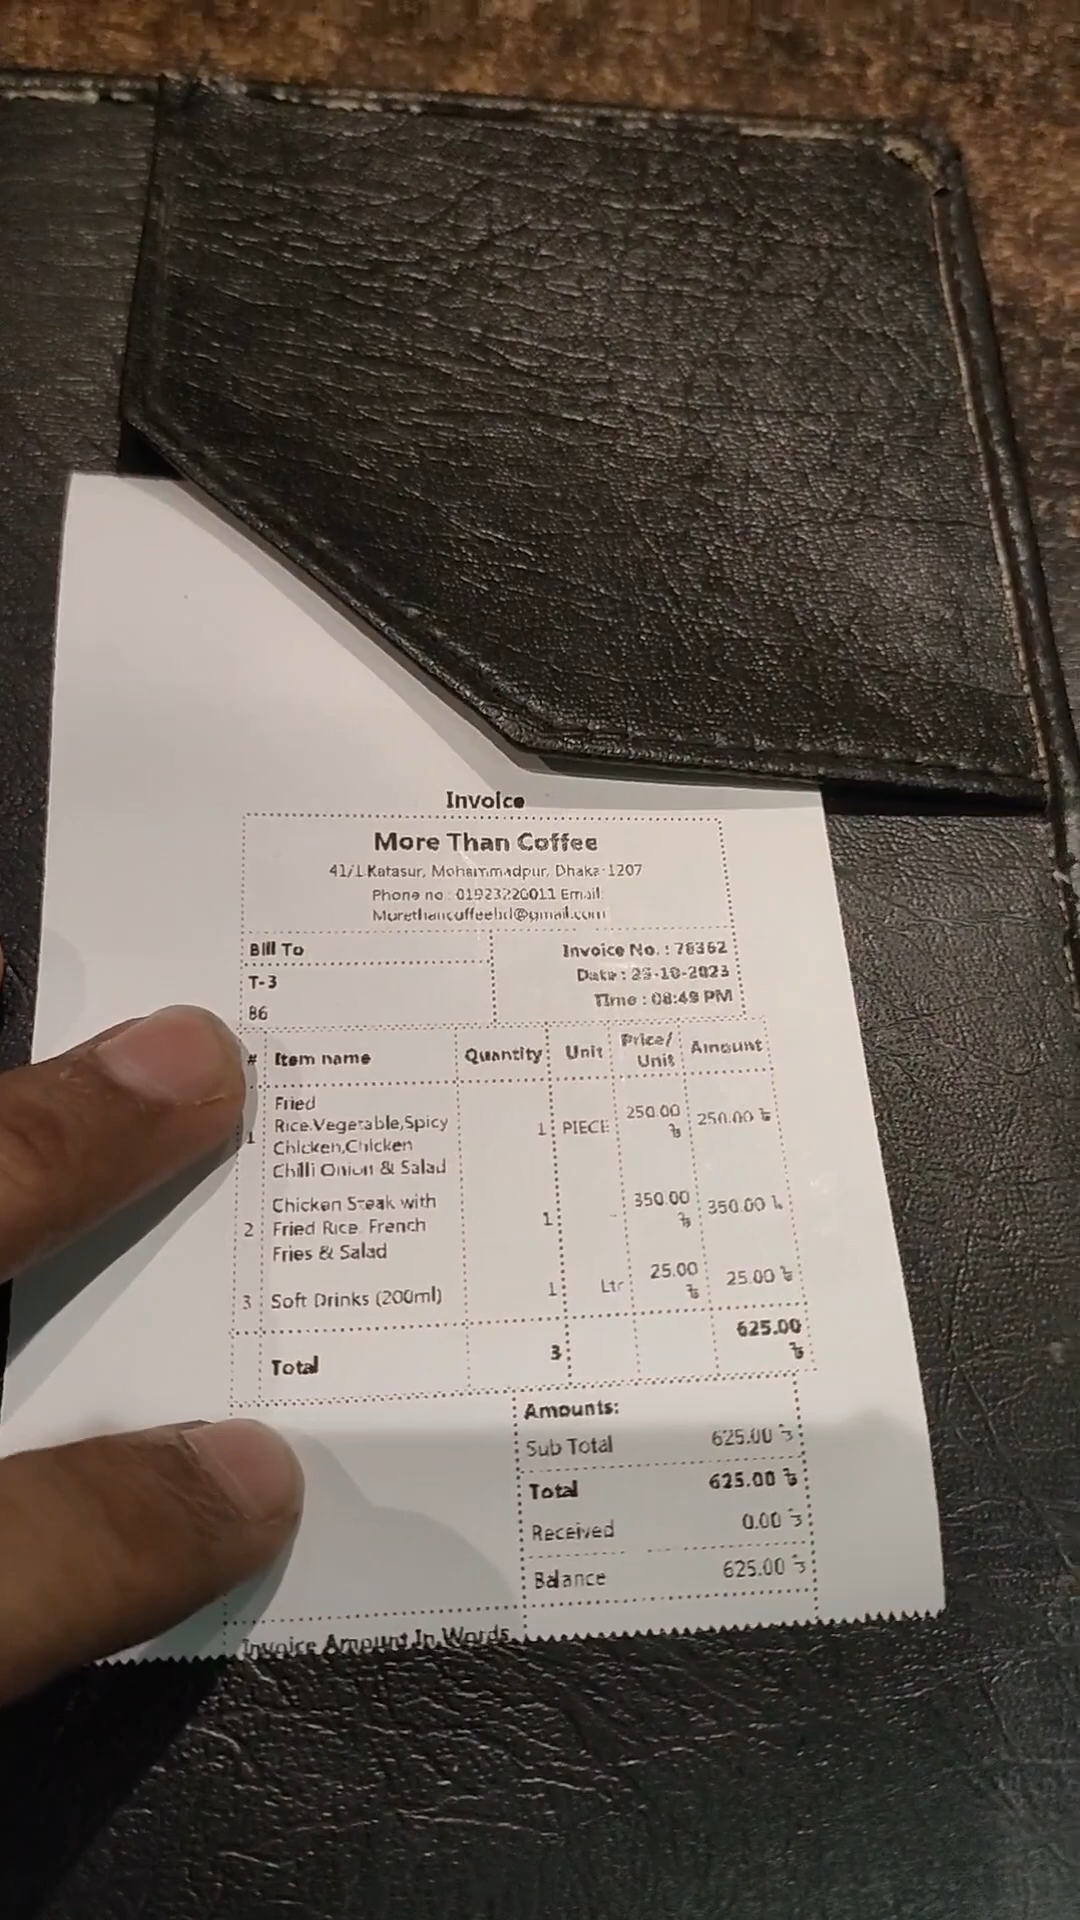 Invoice
More Than Coffee
41/1 Katasur, Mohammadpur, Dhaka-1207
Phone no.: 01923220011 Email:
Morethancoffeebd@gmail.com
Bill To
T-3
86
Invoice No. : 78362
Date : 25-10-2023
Time : 08:49 PM
# Item name Quantity Unit Price/ Unit Amount
1 Fried Rice,Vegetable,Spicy Chicken,Chicken Chilli Onion & Salad 1 PIECE 250.00 ৳ 250.00 ৳
2 Chicken Steak with Fried Rice, French Fries & Salad 1 - 350.00 ৳ 350.00 ৳
3 Soft Drinks (200ml) 1 Ltr 25.00 ৳ 25.00 ৳
Total 3 625.00 ৳
Amounts:
Sub Total 625.00 ৳
Total 625.00 ৳
Received 0.00 ৳
Balance 625.00 ৳
Invoice Amount In Words